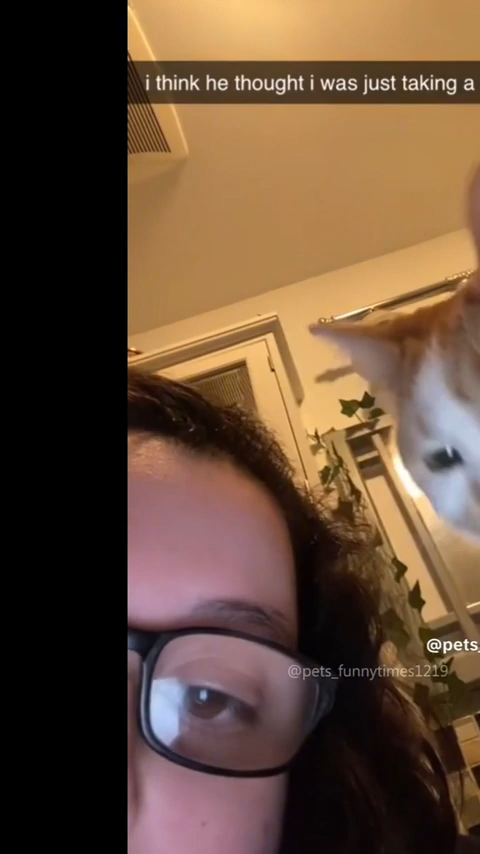 i think he thought i was just taking a
@pets_
@pets_funnytimes1219